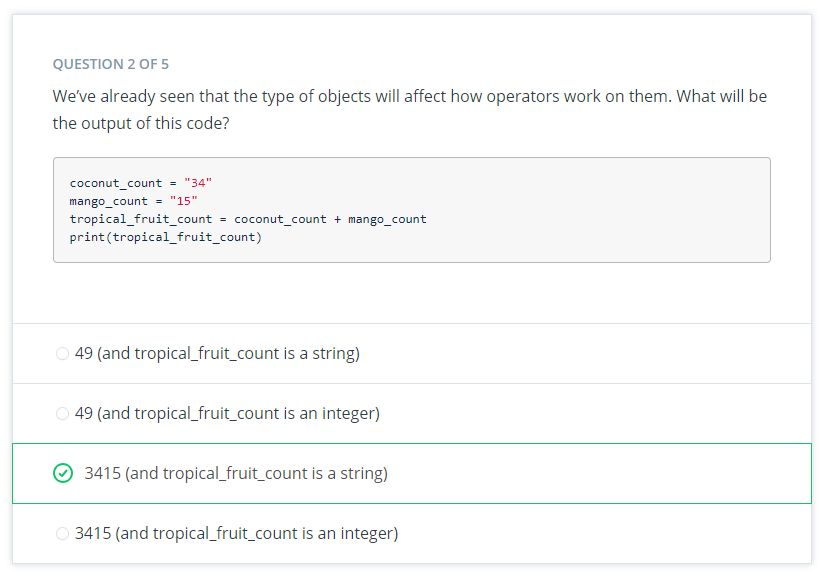 QUESTION 2 OF 5
We’ve already seen that the type of objects will affect how operators work on them. What will be
the output of this code?
coconut_count = "34"
mango_count = "15"
tropical_fruit_count = coconut_count + mango_count
print(tropical_fruit_count)
49 (and tropical_fruit_count is a string)
49 (and tropical_fruit_count is an integer)
3415 (and tropical_fruit_count is a string)
3415 (and tropical_fruit_count is an integer)